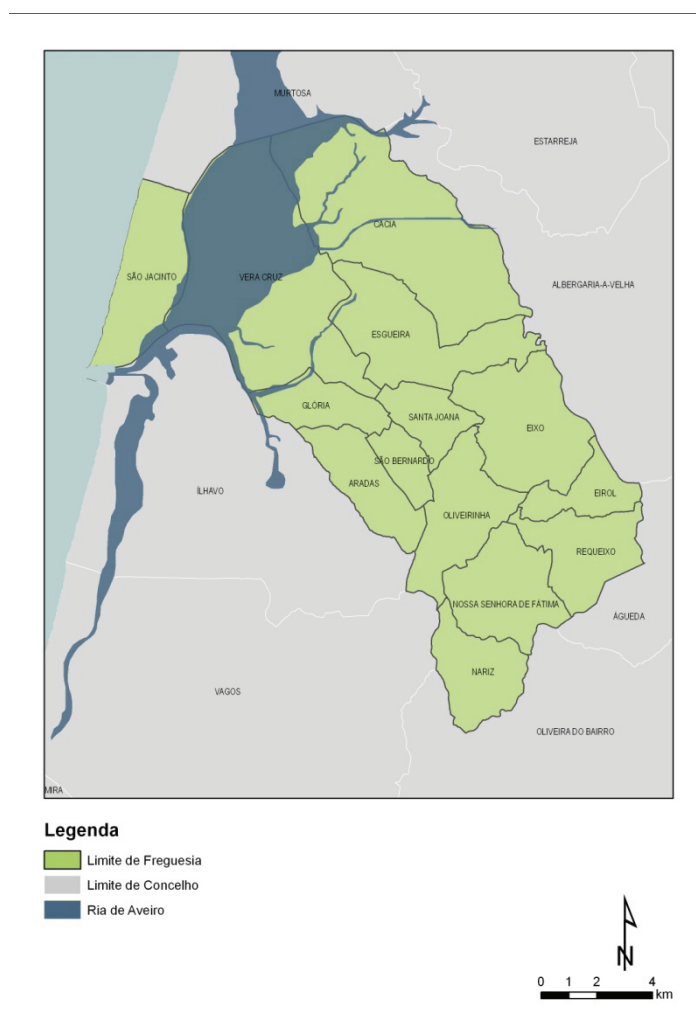 MURTOSA
ESTARREJA
CACIA
SÃO JACINTO
VERA CRUZ
ALBERGARIA-A-VELHA
ESGUEIRA
GLÓRIA
SANTA JOANA
EIXO
SÃO BERNARDO
ARADAS
ÍLHAVO
EIROL
OLIVEIRINHA
REQUEIXO
NOSSA SENHORA DE FÁTIMA
ÁGUEDA
NARIZ
VAGOS
OLIVEIRA DO BAIRRO
MIRA
Legenda
Limite de Freguesia
Limite de Concelho
Ria de Aveiro
N
0 1 2 4
km